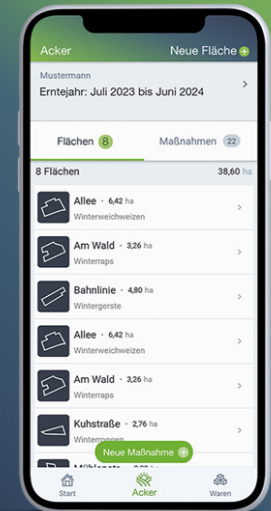 Acker Neue Fläche
Mustermann
Erntejahr: Juli 2023 bis Juni 2024
Flächen 8 Maßnahmen 22
8 Flächen 38,60 ha
Allee · 6,42 ha
Winterweichweizen
Am Wald · 3,26 ha
Winterraps
Bahnlinie · 4,80 ha
Wintergerste
Allee · 6,42 ha
Winterweichweizen
Am Wald · 3,26 ha
Winterraps
Kuhstraße · 2,76 ha
Neue Maßnahme
Start Acker Waren